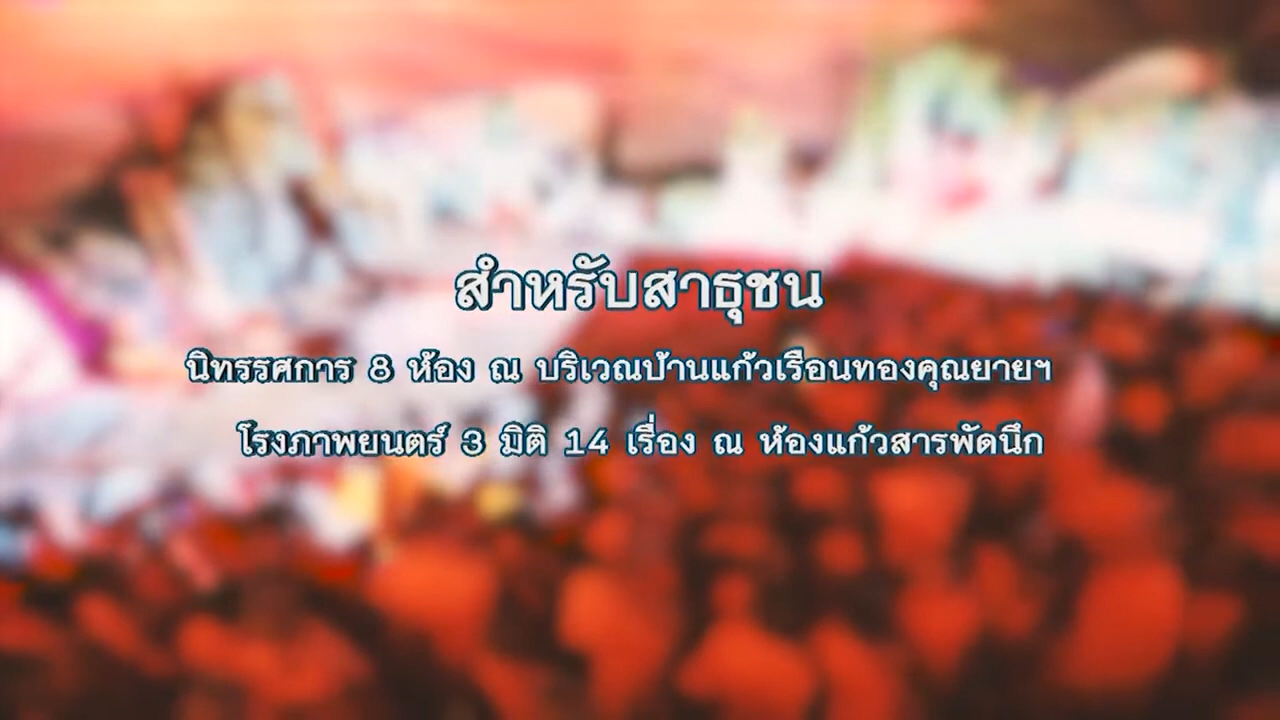 สำหรับสาธุชน
นิทรรศการ 8 ห้อง ณ บริเวณบ้านแก้วเรือนทองคุณยายฯ
โรงภาพยนตร์ 3 มิติ 14 เรื่อง ณ ห้องแก้วสารพัดนึก